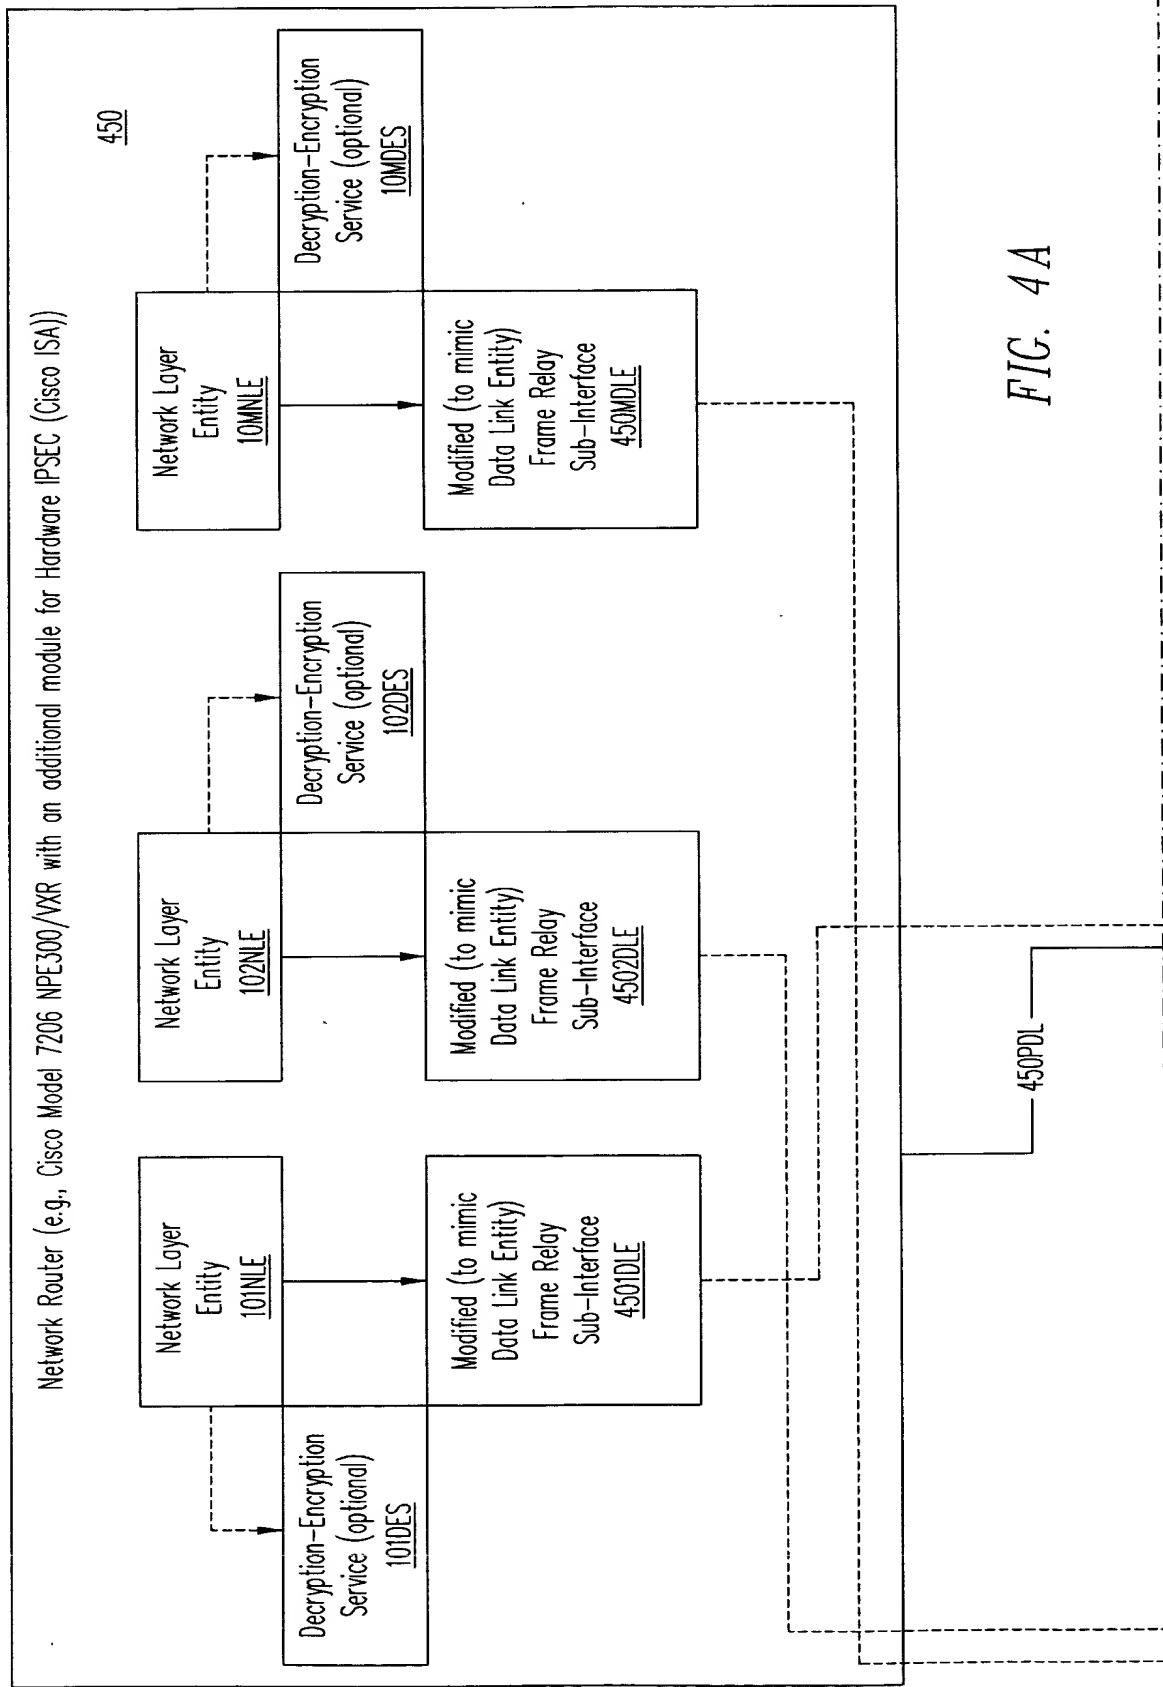 Network Router (e.g., Cisco Model 7206 NPE300/VXR with an additional module for Hardware IPSEC (Cisco ISA))
450
Network Layer
Entity
101NLE
Decryption-Encryption
Service (optional)
101DES
Modified (to mimic
Data Link Entity)
Frame Relay
Sub-Interface
4501DLE
Network Layer
Entity
102NLE
Decryption-Encryption
Service (optional)
102DES
Modified (to mimic
Data Link Entity)
Frame Relay
Sub-Interface
4502DLE
Network Layer
Entity
10MNLE
Decryption-Encryption
Service (optional)
10MDES
Modified (to mimic
Data Link Entity)
Frame Relay
Sub-Interface
450MDLE
450PDL
FIG. 4A